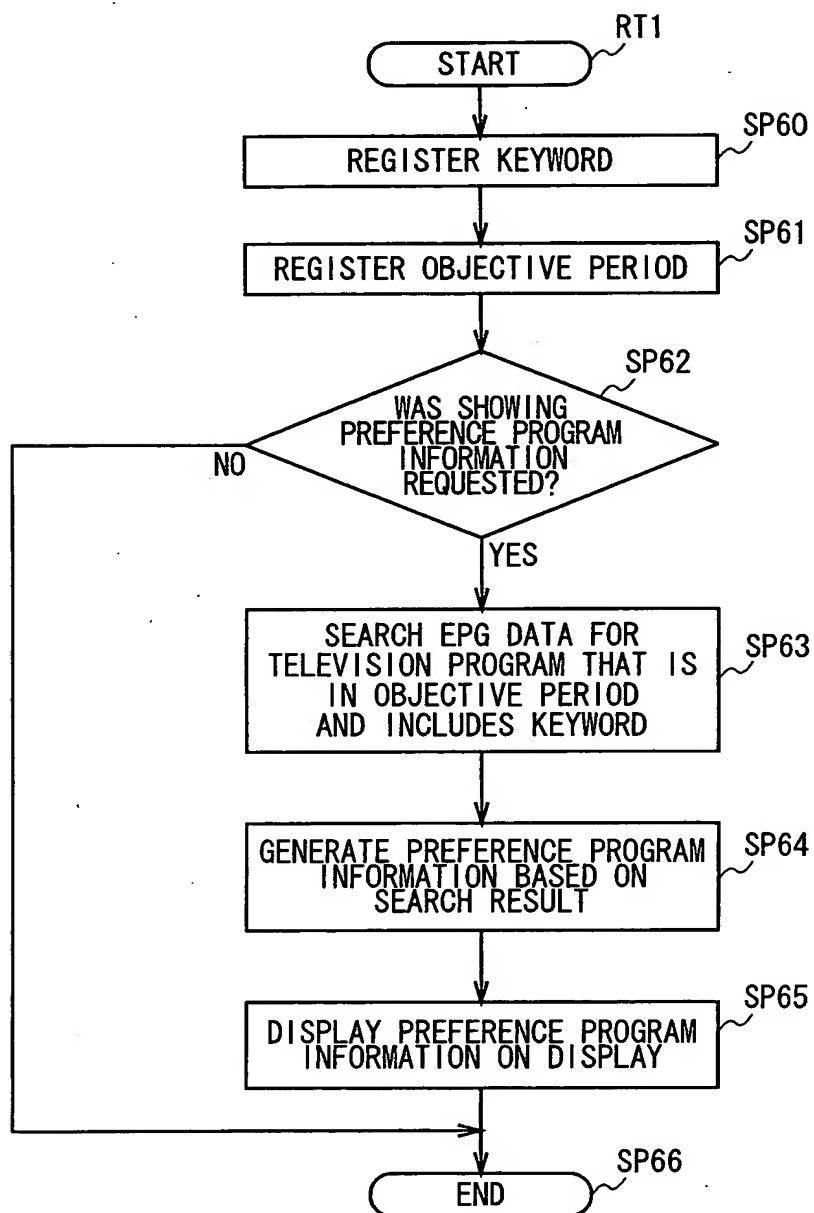 RT1
START
SP60
REGISTER KEYWORD
SP61
REGISTER OBJECTIVE PERIOD
SP62
WAS SHOWING
PREFERENCE PROGRAM
INFORMATION
REQUESTED?
NO
YES
SEARCH EPG DATA FOR
TELEVISION PROGRAM THAT IS
IN OBJECTIVE PERIOD
AND INCLUDES KEYWORD
SP63
GENERATE PREFERENCE PROGRAM
INFORMATION BASED ON
SEARCH RESULT
SP64
DISPLAY PREFERENCE PROGRAM
INFORMATION ON DISPLAY
SP65
SP66
END